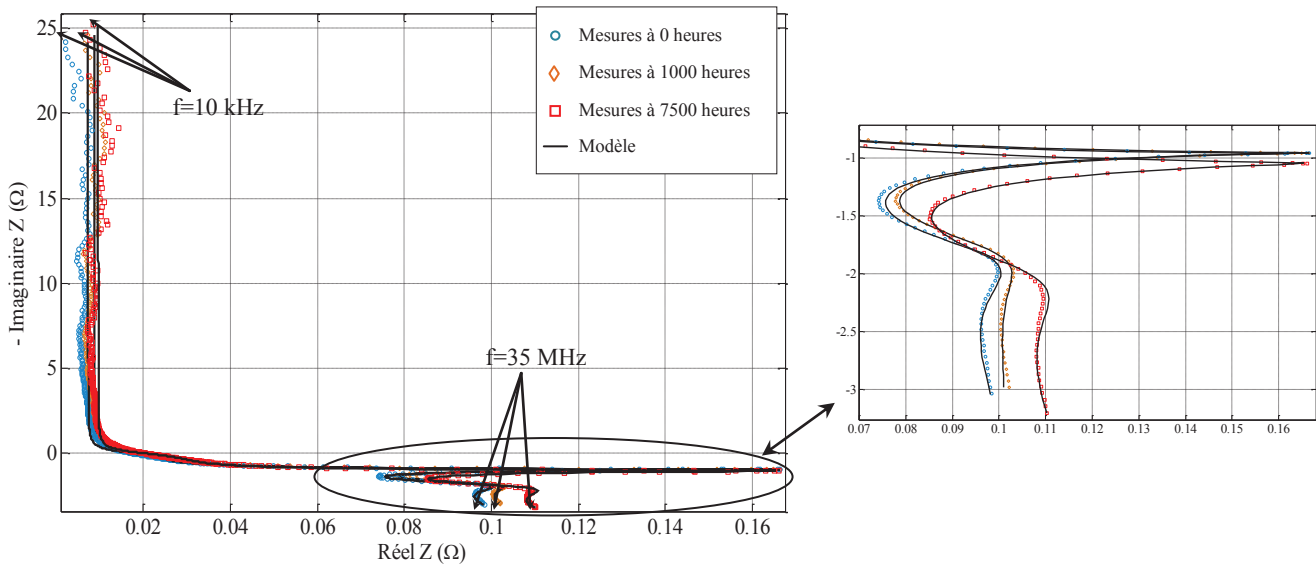 Mesures à 0 heures
Mesures à 1000 heures
Mesures à 7500 heures
Modèle
f=10 kHz
f=35 MHz
- Imaginaire Z (Ω)
25
20
15
10
5
0
0.02 0.04 0.06 0.08 0.1 0.12 0.14 0.16
Réel Z (Ω)
-1
-1.5
-2
-2.5
-3
0.07 0.08 0.09 0.1 0.11 0.12 0.13 0.14 0.15 0.16